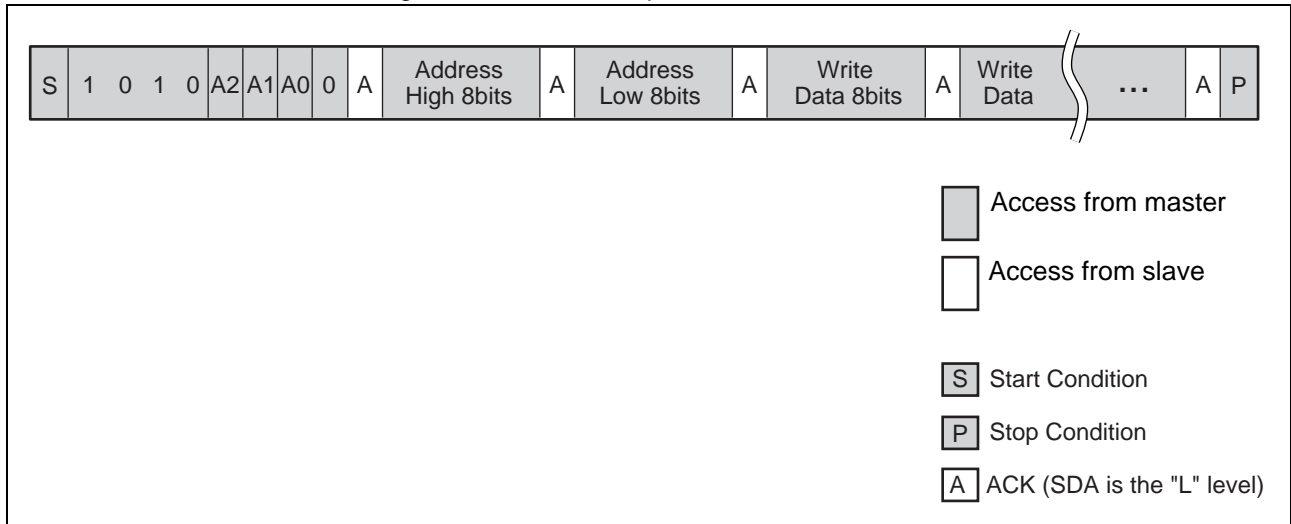 S 1 0 1 0 A2 A1 A0 0 A Address High 8bits A Address Low 8bits A Write Data 8bits A Write Data ... A P
Access from master
Access from slave
S Start Condition
P Stop Condition
A ACK (SDA is the "L" level)